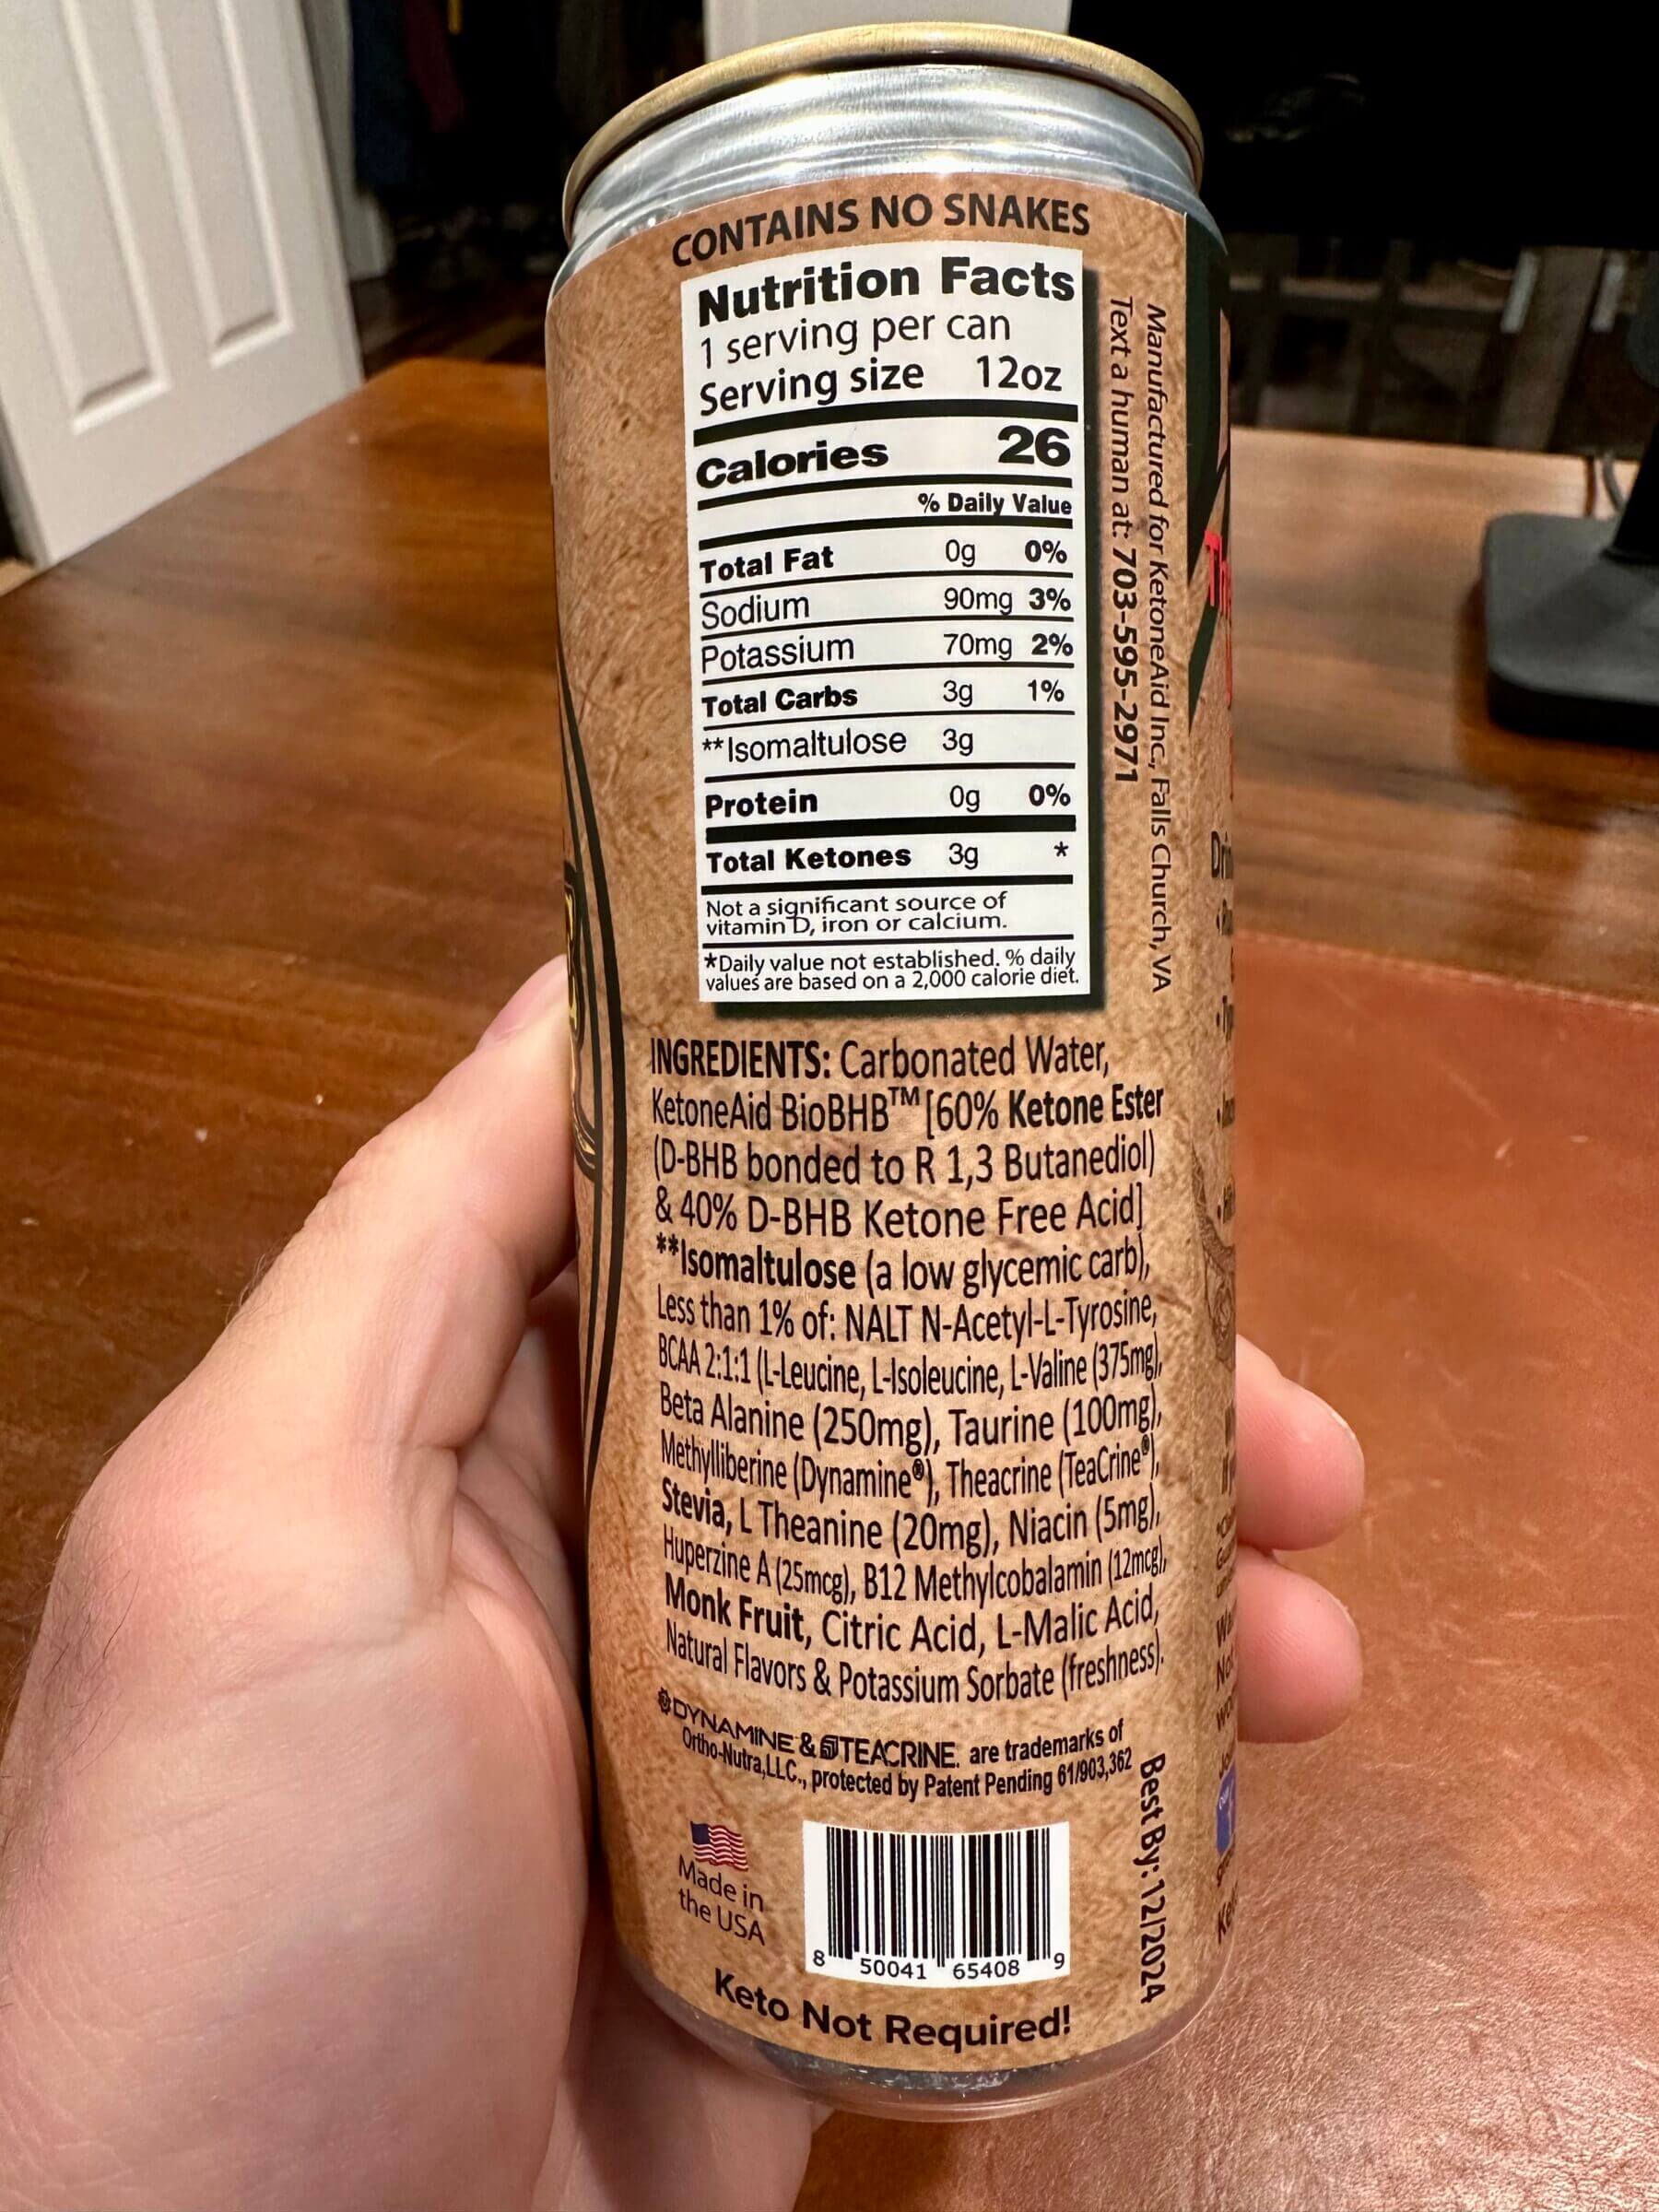 CONTAINS NO SNAKES
Nutrition Facts
1 serving per can
Serving size 12oz
Calories 26
% Daily Value
Total Fat 0g 0%
Sodium 90mg 3%
Potassium 70mg 2%
Total Carbs 3g 1%
**Isomaltulose 3g
Protein 0g 0%
Total Ketones 3g *
Not a significant source of
vitamin D, iron or calcium.
*Daily value not established. % daily
values are based on a 2,000 calorie diet.
Manufactured for KetoneAid Inc., Falls Church, VA
Text a human at: 703-595-2971
INGREDIENTS: Carbonated Water,
KetoneAid BioBHB™ [60% Ketone Ester
(D-BHB bonded to R 1,3 Butanediol)
& 40% D-BHB Ketone Free Acid]
**Isomaltulose (a low glycemic carb),
Less than 1% of: NALT N-Acetyl-L-Tyrosine,
BCAA 2:1:1 (L-Leucine, L-Isoleucine, L-Valine (375mg),
Beta Alanine (250mg), Taurine (100mg),
Methylliberine (Dynamine®), Theacrine (TeaCrine®),
Stevia, L Theanine (20mg), Niacin (5mg),
Huperzine A (25mcg), B12 Methylcobalamin (12mcg),
Monk Fruit, Citric Acid, L-Malic Acid,
Natural Flavors & Potassium Sorbate (freshness).
DYNAMINE & TEACRINE. are trademarks of
Ortho-Nutra,LLC., protected by Patent Pending 61/903,362
Best By: 12/2024
Made in
the USA
8 50041 65408 9
Keto Not Required!